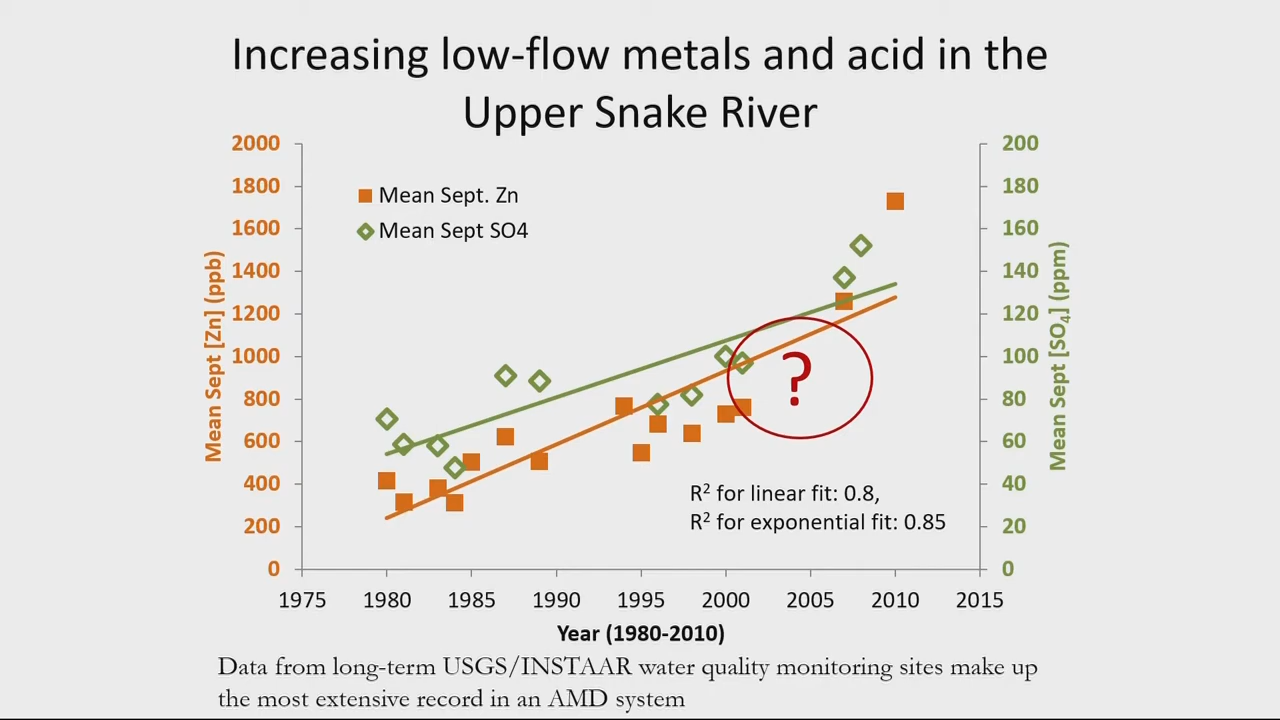 Increasing low-flow metals and acid in the
Upper Snake River
2000
1800
1600
1400
1200
1000
800
600
400
200
0
Mean Sept [Zn] (ppb)
Mean Sept. Zn
Mean Sept SO4
?
R² for linear fit: 0.8,
R² for exponential fit: 0.85
200
180
160
140
120
100
80
60
40
20
0
Mean Sept [SO₄] (ppm)
1975 1980 1985 1990 1995 2000 2005 2010 2015
Year (1980-2010)
Data from long-term USGS/INSTAAR water quality monitoring sites make up
the most extensive record in an AMD system